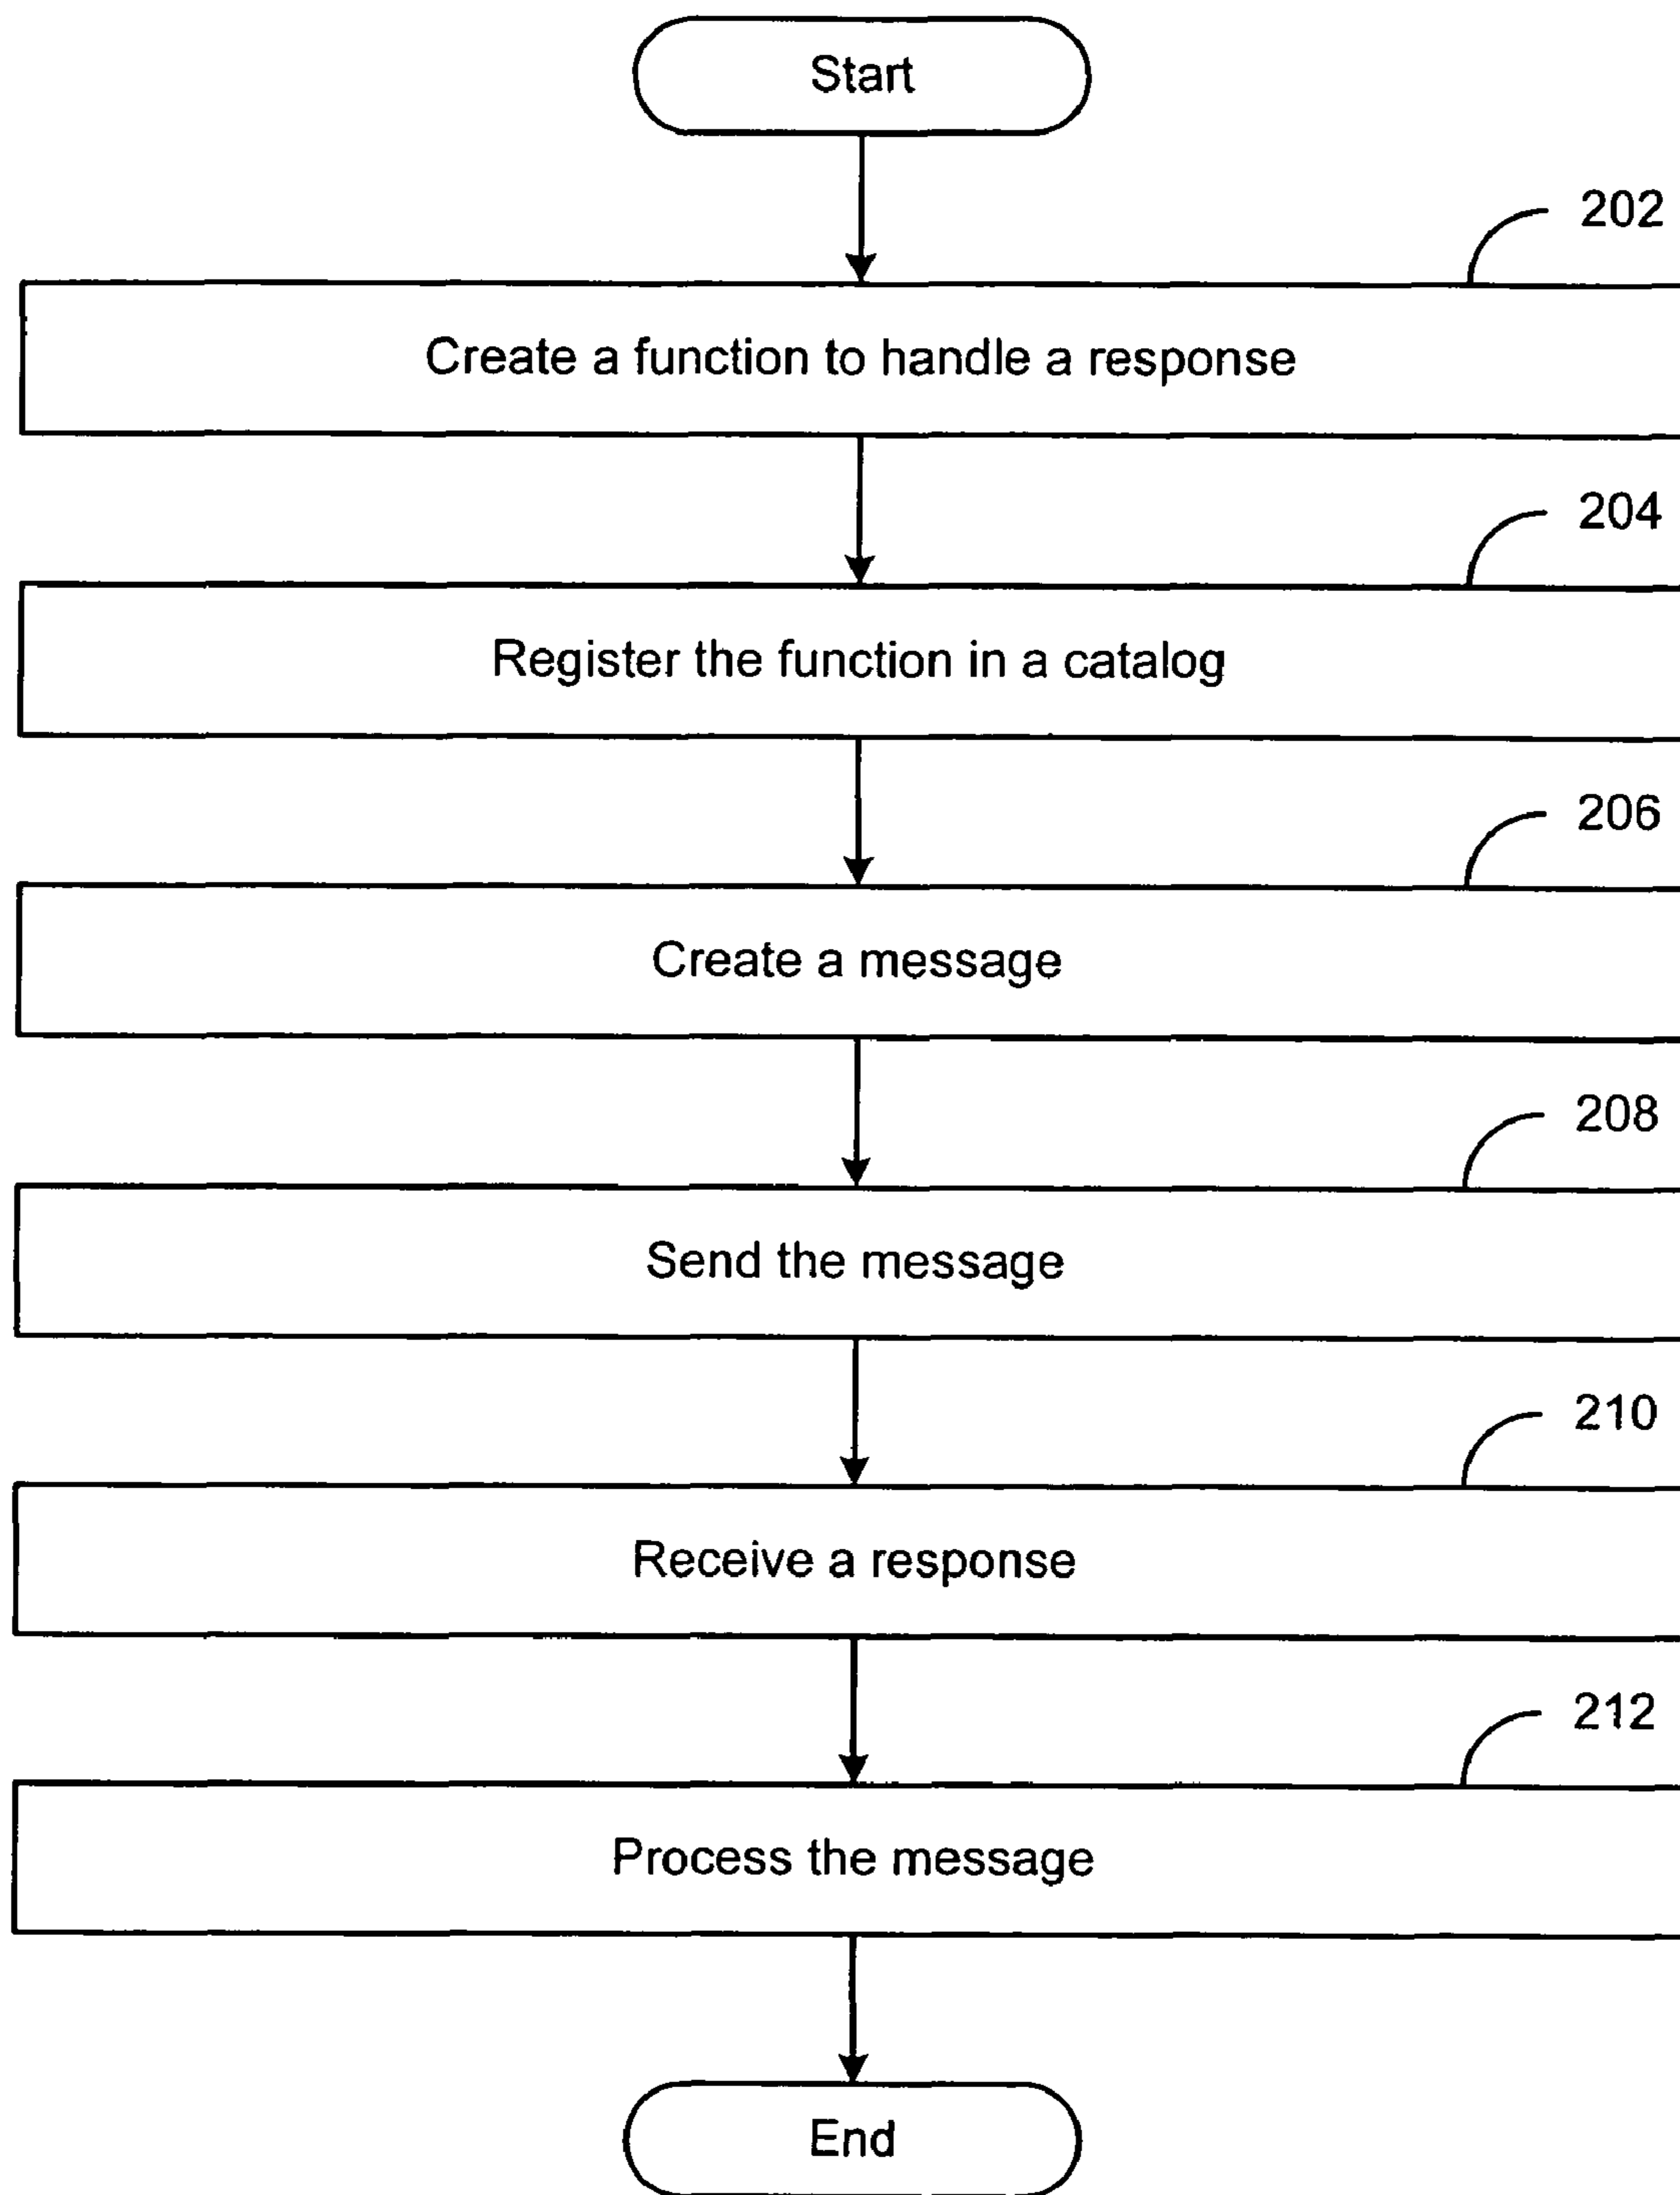 Start
202
Create a function to handle a response
204
Register the function in a catalog
206
Create a message
208
Send the message
210
Receive a response
212
Process the message
End